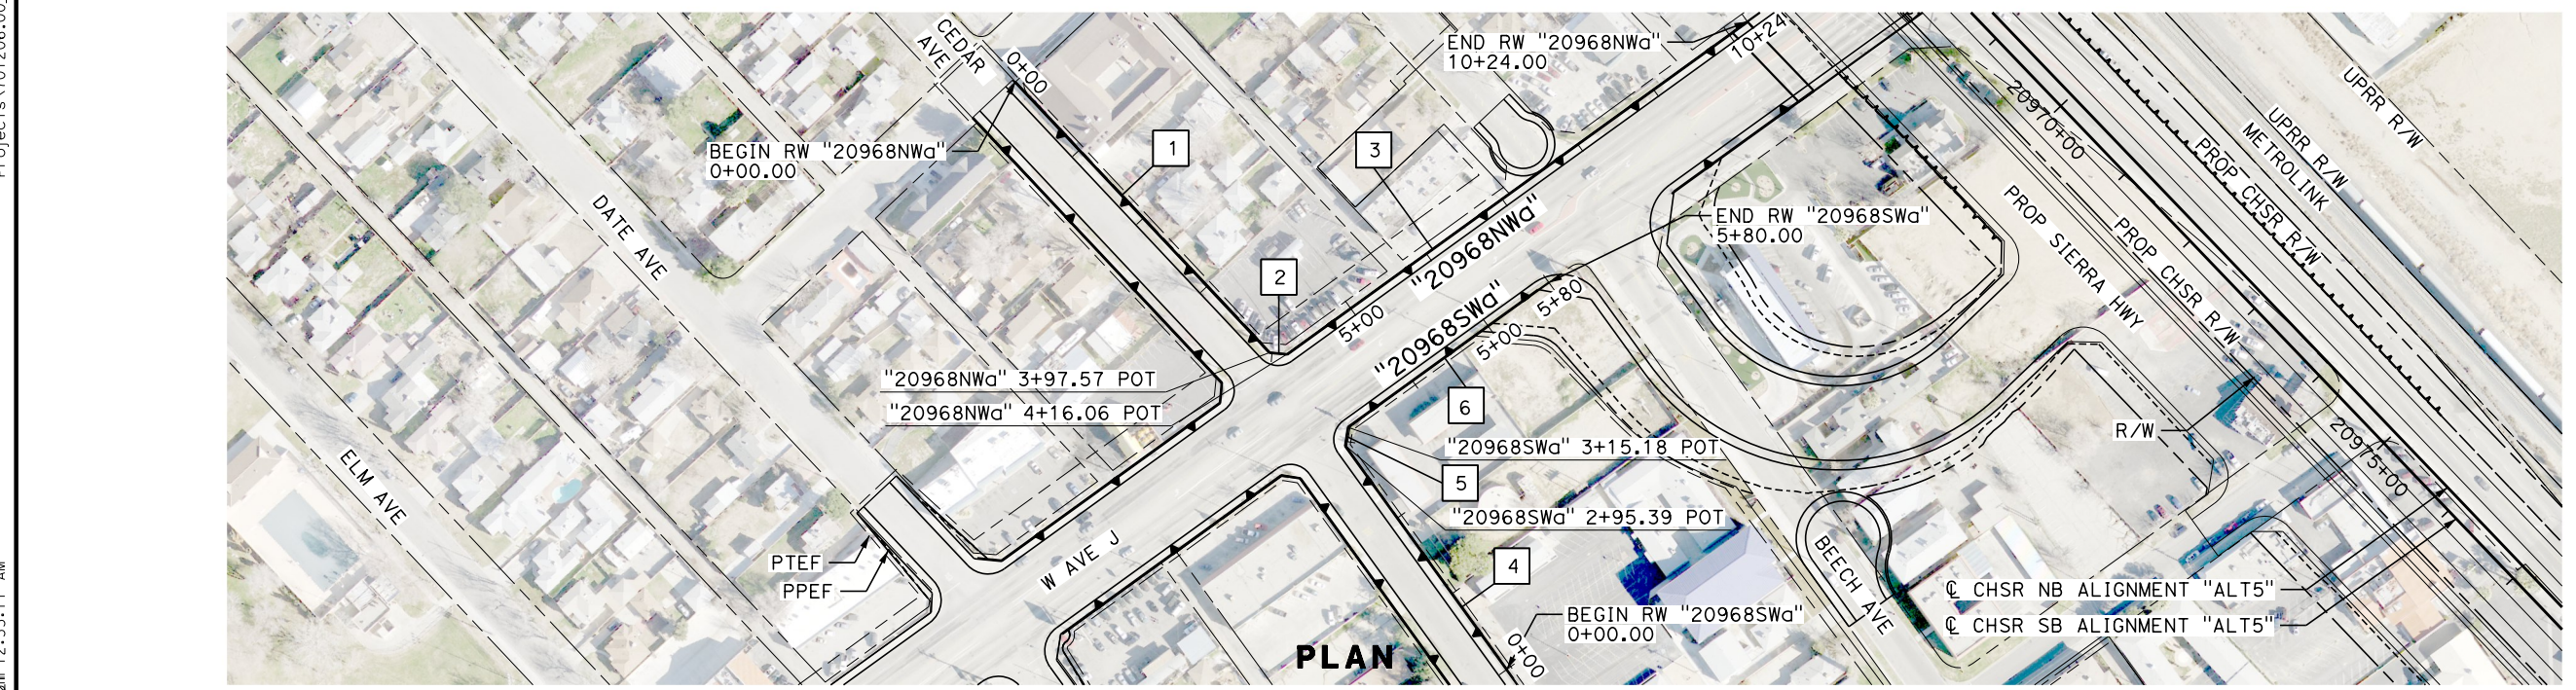 CEDAR
AVE
0+00
BEGIN RW "20968NWa"
0+00.00
1
2
3
END RW "20968NWa"
10+24.00
10+24
20970+00
UPRR R/W
UPRR R/W
METROLINK
PROP CHSR R/W
PROP CHSR R/W
PROP SIERRA HWY
END RW "20968SWa"
5+80.00
"20968NWa"
5+00
"20968SWa"
5+80
5+00
DATE AVE
"20968NWa" 3+97.57 POT
"20968NWa" 4+16.06 POT
6
"20968SWa" 3+15.18 POT
5
"20968SWa" 2+95.39 POT
R/W
20975+00
ELM AVE
PTEF
PPEF
W AVE J
4
BEGIN RW "20968SWa"
0+00.00
0+00
BEECH AVE
℄ CHSR NB ALIGNMENT "ALT5"
℄ CHSR SB ALIGNMENT "ALT5"
PLAN